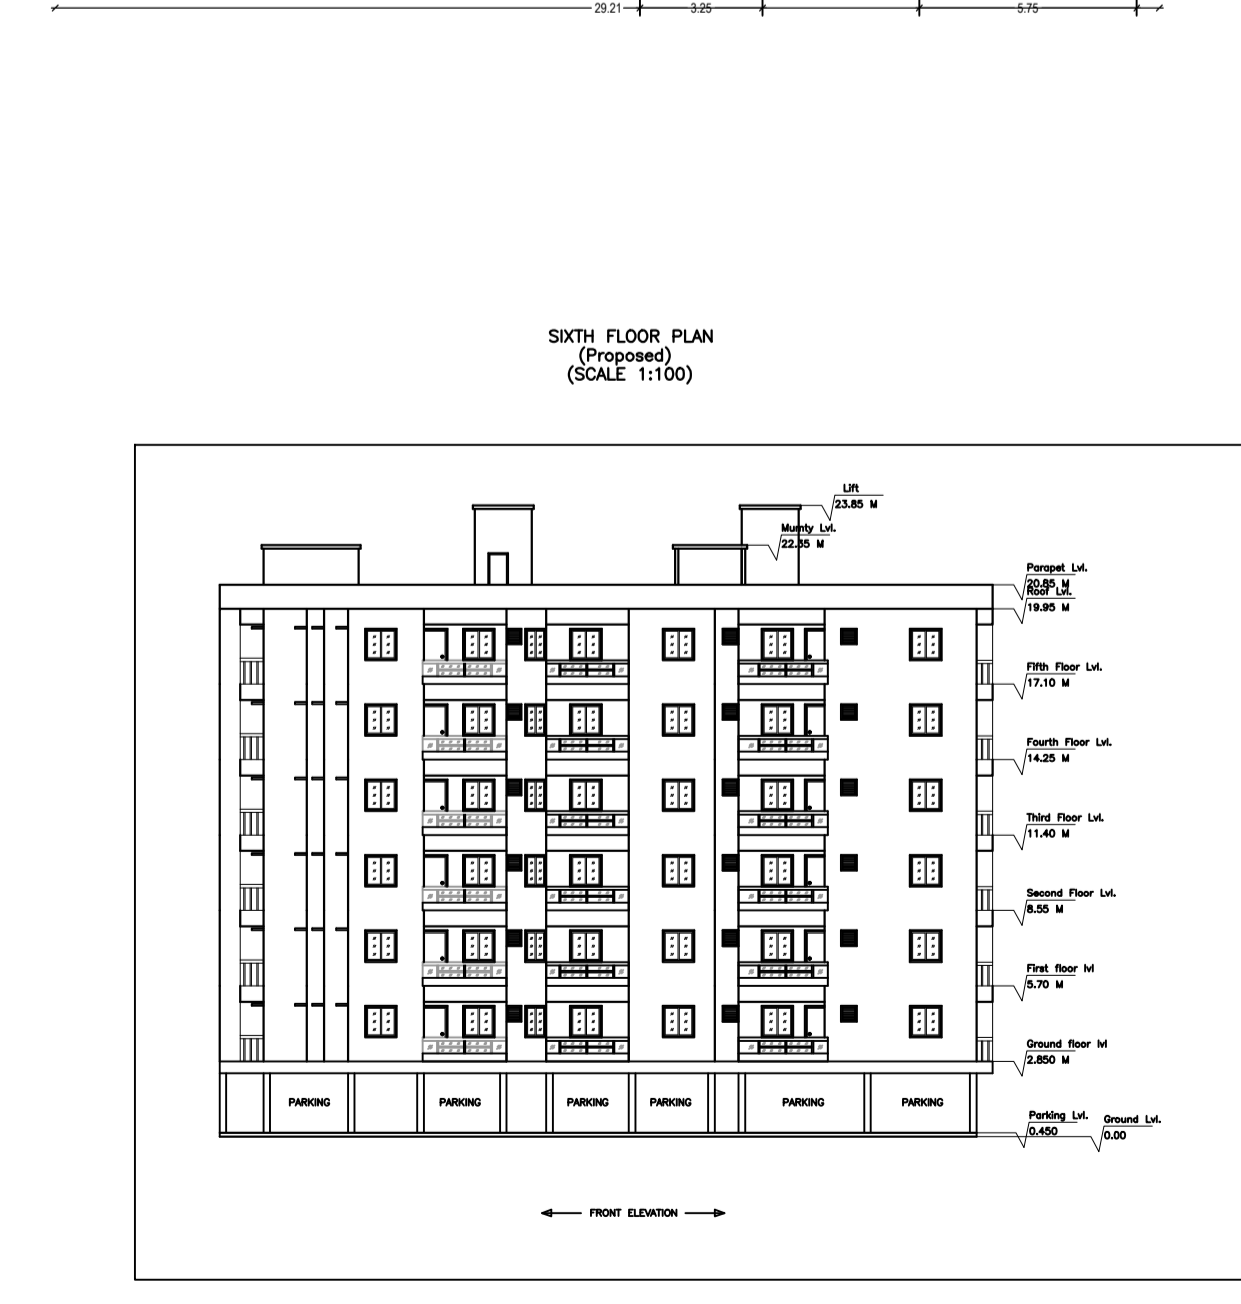 29.21 3.25 5.75
SIXTH FLOOR PLAN
(Proposed)
(SCALE 1:100)
Lift
23.85 M
Mumty Lvl.
22.35 M
Parapet Lvl.
20.85 M
Roof Lvl.
19.95 M
Fifth Floor Lvl.
17.10 M
Fourth Floor Lvl.
14.25 M
Third Floor Lvl.
11.40 M
Second Floor Lvl.
8.55 M
First floor lvl
5.70 M
Ground floor lvl
2.850 M
PARKING PARKING PARKING PARKING PARKING PARKING
Parking Lvl.
0.450
Ground Lvl.
0.00
FRONT ELEVATION